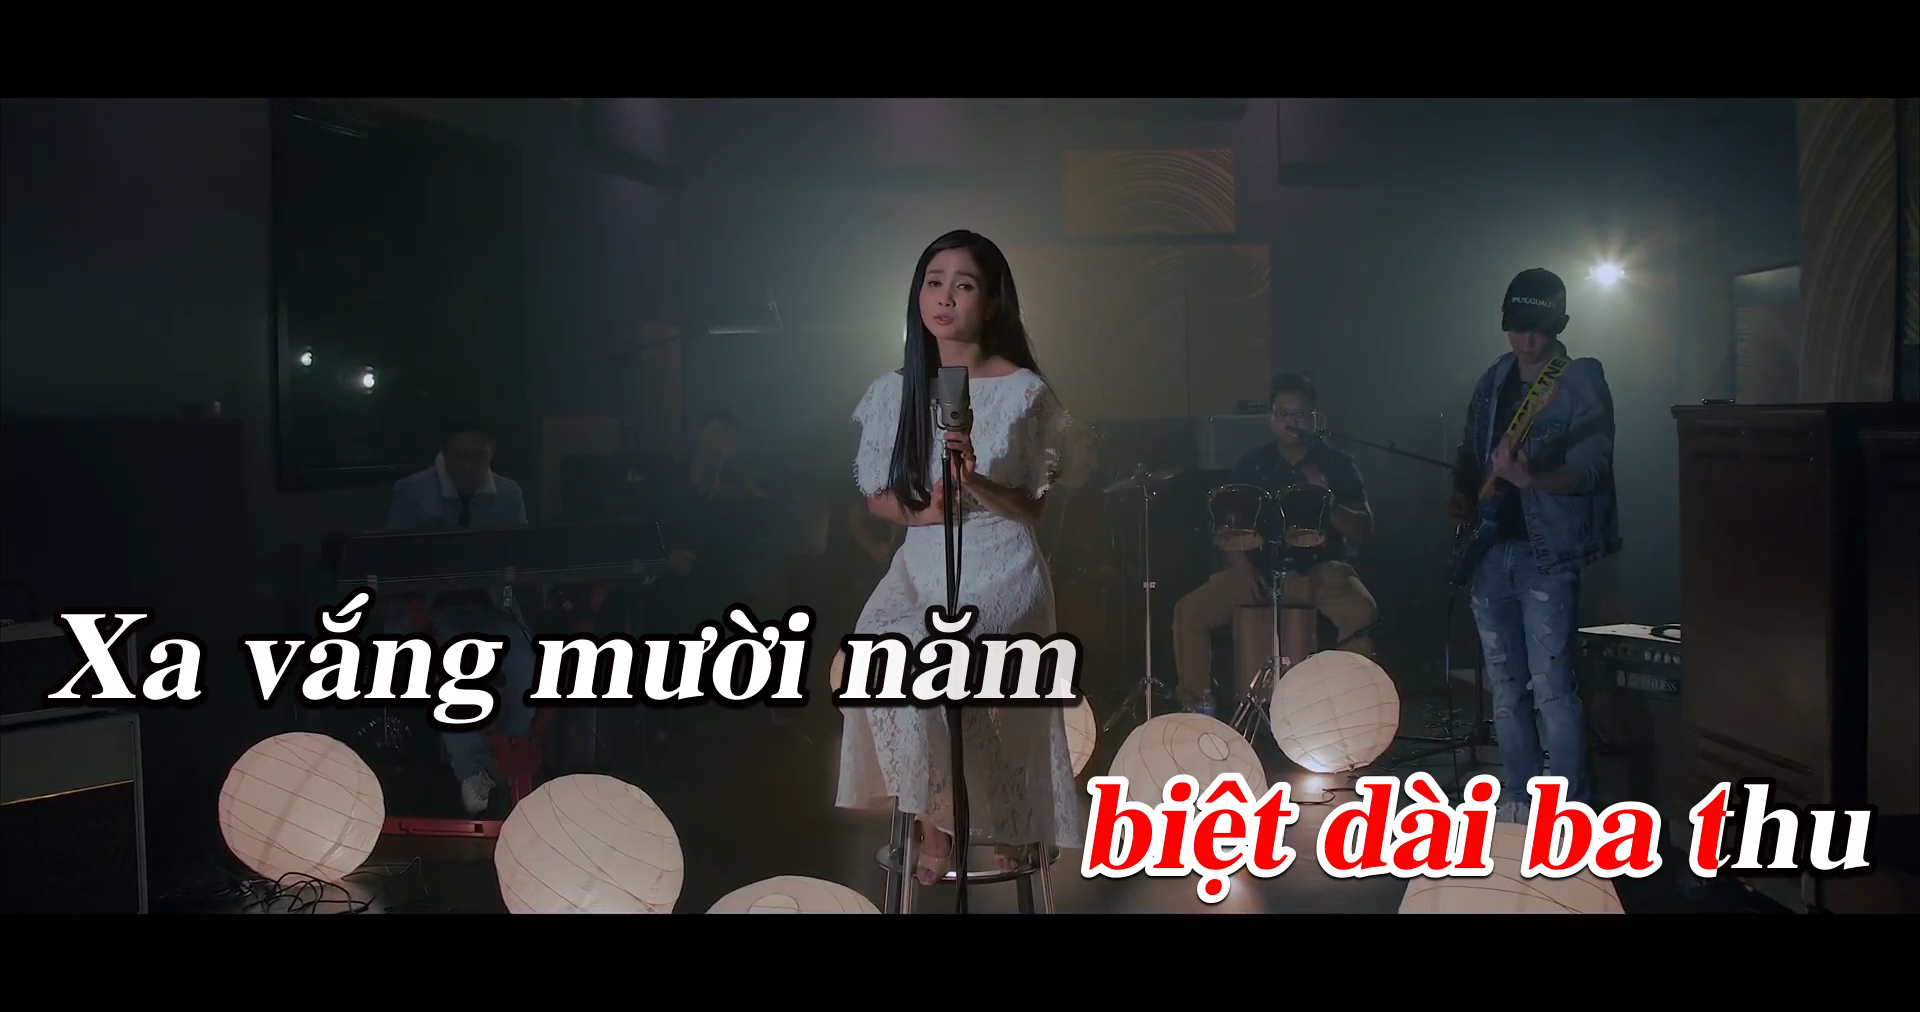 Xa vắng mười năm
biệt dài ba thu